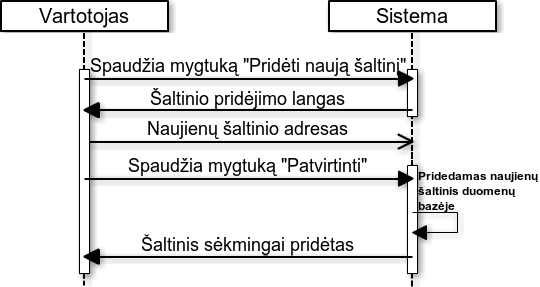 Vartotojas
Sistema
Spaudžia mygtuką "Pridėti naują šaltinį"
Šaltinio pridėjimo langas
Naujienų šaltinio adresas
Spaudžia mygtuką "Patvirtinti"
Pridedamas naujienų
šaltinis duomenų
bazėje
Šaltinis sėkmingai pridėtas